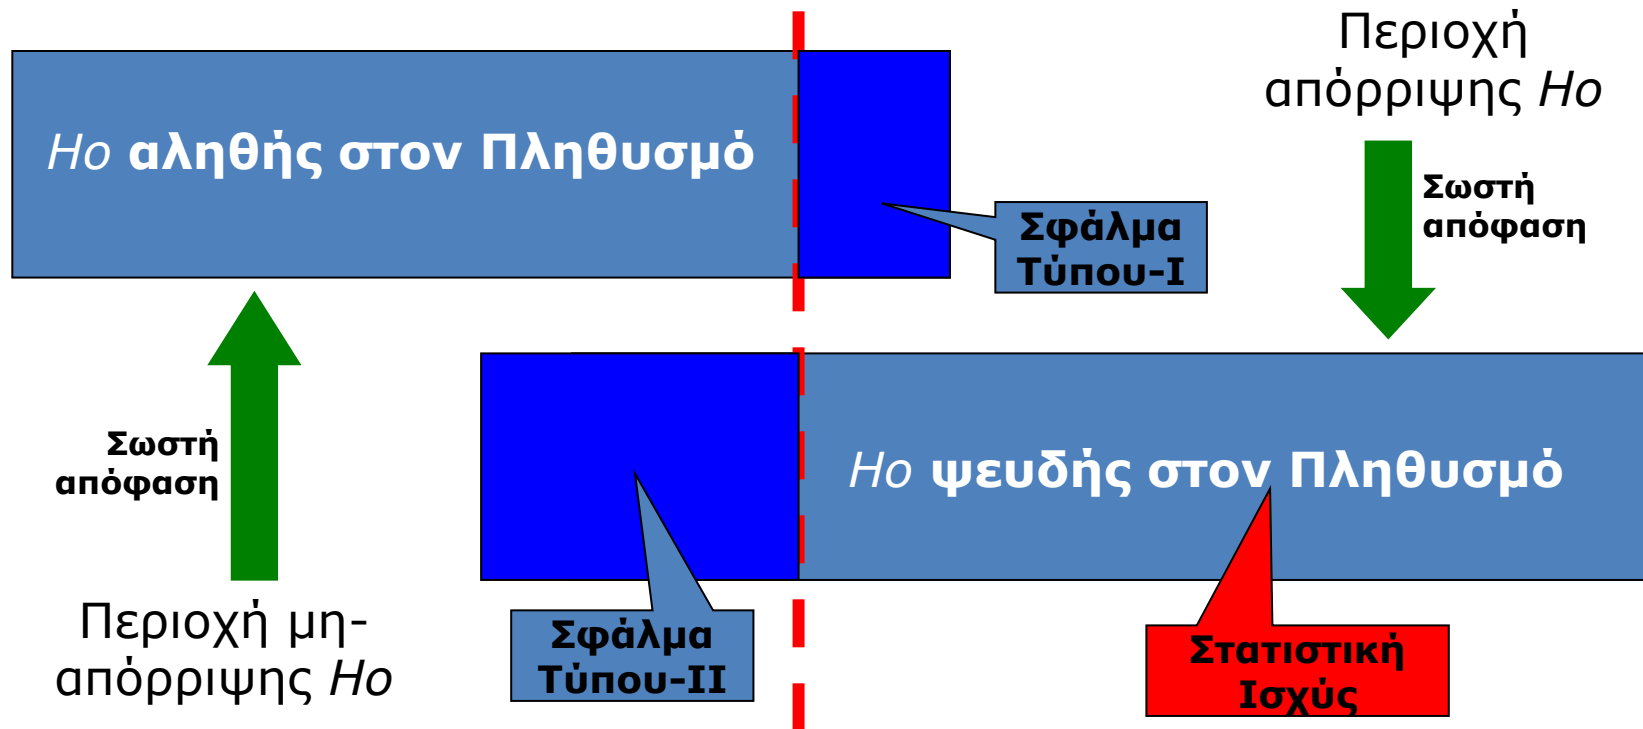 Περιοχή
απόρριψης Ho
Ho αληθής στον Πληθυσμό
Σωστή
απόφαση
Σφάλμα
Τύπου-I
Σωστή
απόφαση
Ho ψευδής στον Πληθυσμό
Περιοχή μη-
απόρριψης Ho
Σφάλμα
Τύπου-II
Στατιστική
Ισχύς